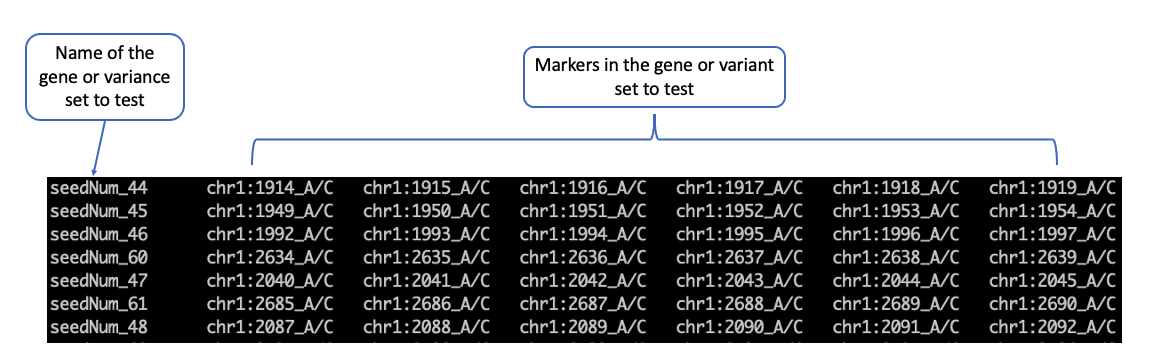 Name of the
gene or variance
set to test
Markers in the gene or variant
set to test
seedNum_44 chr1:1914_A/C chr1:1915_A/C chr1:1916_A/C chr1:1917_A/C chr1:1918_A/C chr1:1919_A/C
seedNum_45 chr1:1949_A/C chr1:1950_A/C chr1:1951_A/C chr1:1952_A/C chr1:1953_A/C chr1:1954_A/C
seedNum_46 chr1:1992_A/C chr1:1993_A/C chr1:1994_A/C chr1:1995_A/C chr1:1996_A/C chr1:1997_A/C
seedNum_60 chr1:2634_A/C chr1:2635_A/C chr1:2636_A/C chr1:2637_A/C chr1:2638_A/C chr1:2639_A/C
seedNum_47 chr1:2040_A/C chr1:2041_A/C chr1:2042_A/C chr1:2043_A/C chr1:2044_A/C chr1:2045_A/C
seedNum_61 chr1:2685_A/C chr1:2686_A/C chr1:2687_A/C chr1:2688_A/C chr1:2689_A/C chr1:2690_A/C
seedNum_48 chr1:2087_A/C chr1:2088_A/C chr1:2089_A/C chr1:2090_A/C chr1:2091_A/C chr1:2092_A/C